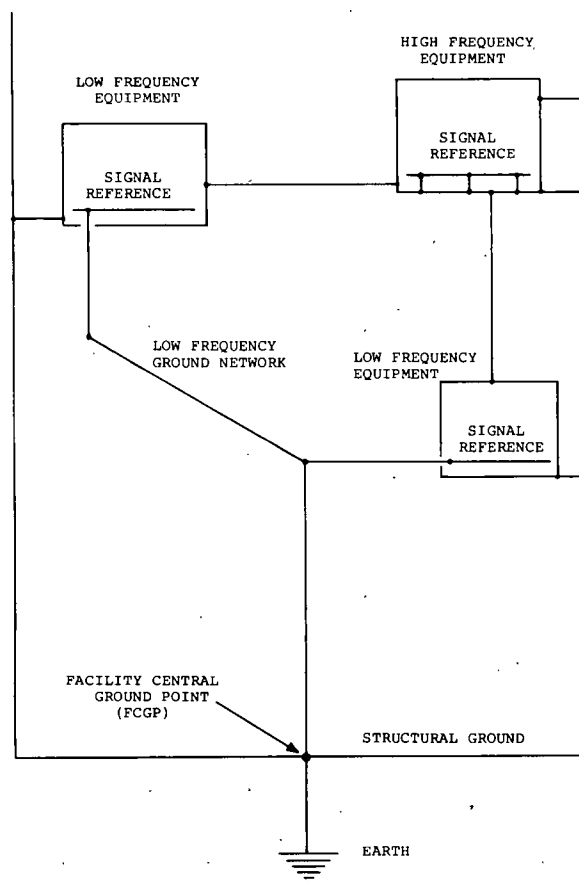 HIGH FREQUENCY
EQUIPMENT
LOW FREQUENCY
EQUIPMENT
SIGNAL
REFERENCE
SIGNAL
REFERENCE
LOW FREQUENCY
GROUND NETWORK
LOW FREQUENCY
EQUIPMENT
SIGNAL
REFERENCE
FACILITY CENTRAL
GROUND POINT
(FCGP)
STRUCTURAL GROUND
EARTH